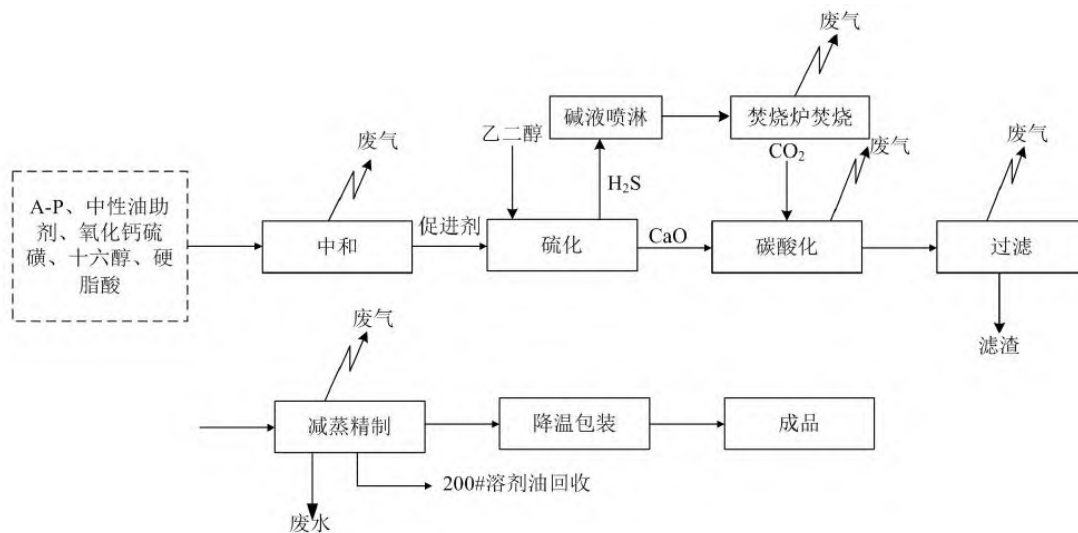 废气
碱液喷淋
焚烧炉焚烧
乙二醇
废气
CO₂
废气
废气
H₂S
A-P、中性油助
剂、氧化钙硫
磺、十六醇、硬
脂酸
中和
促进剂
硫化
CaO
碳酸化
过滤
滤渣
废气
减蒸精制
降温包装
成品
200#溶剂油回收
废水